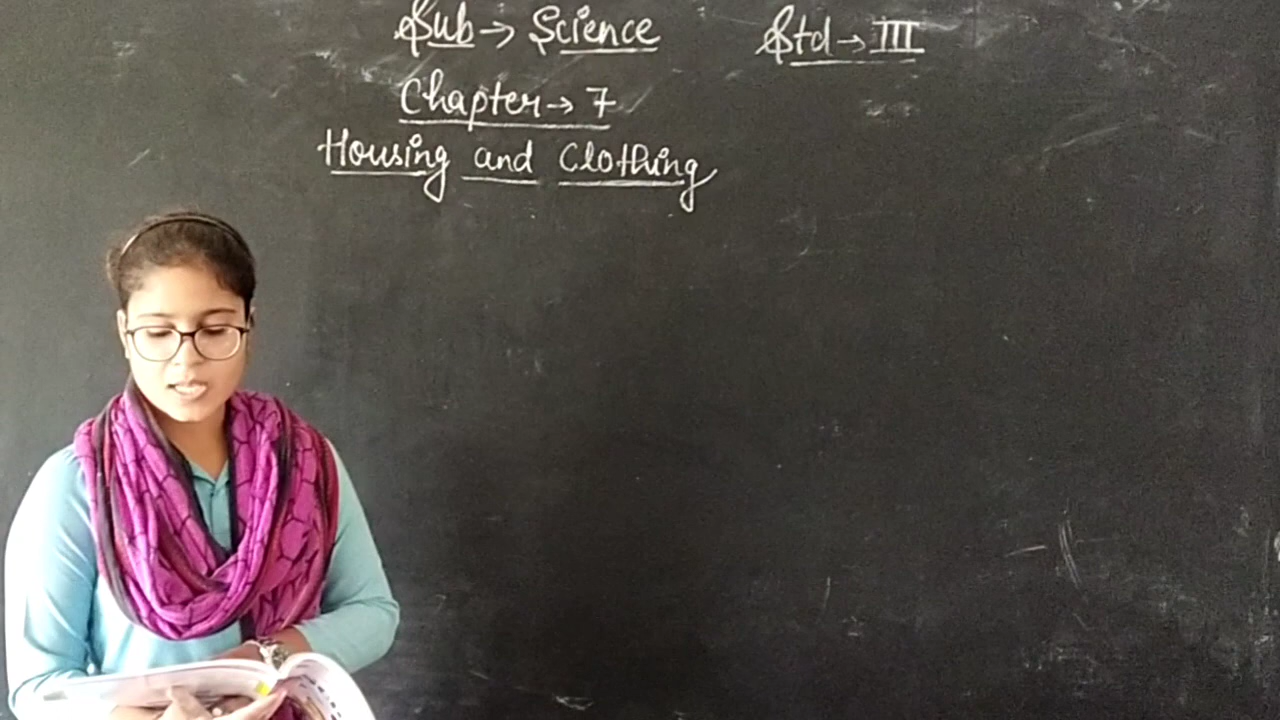 Sub → Science Std → III
Chapter → 7
Housing and Clothing